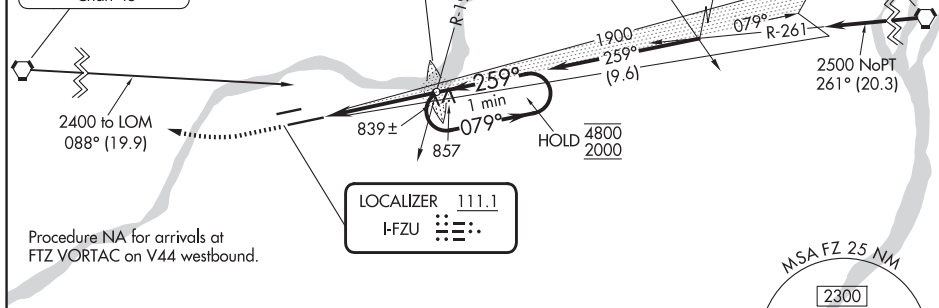 R-1
1900
259°
(9.6)
079°
R-261
2500 NoPT
261° (20.3)
2400 to LOM
088° (19.9)
259°
1 min
079°
839 ±
857
HOLD 4800
2000
LOCALIZER 111.1
I-FZU
Procedure NA for arrivals at
FTZ VORTAC on V44 westbound.
MSA FZ 25 NM
2300